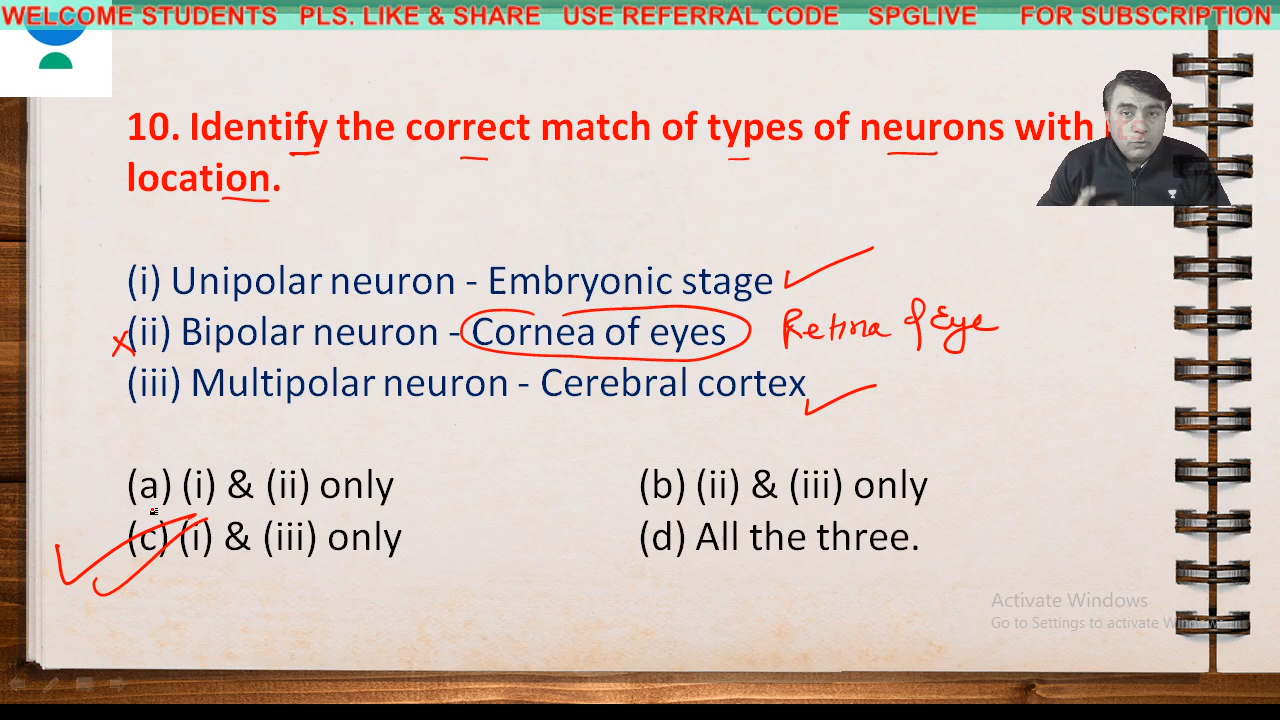 WELCOME STUDENTS PLS. LIKE & SHARE USE REFERRAL CODE SPGLIVE FOR SUBSCRIPTION
10. Identify the correct match of types of neurons with
location.
(i) Unipolar neuron - Embryonic stage
(ii) Bipolar neuron - Cornea of eyes Retina of Eye
(iii) Multipolar neuron - Cerebral cortex
(a) (i) & (ii) only (b) (ii) & (iii) only
(c) (i) & (iii) only (d) All the three.
Activate Windows
Go to Settings to activate